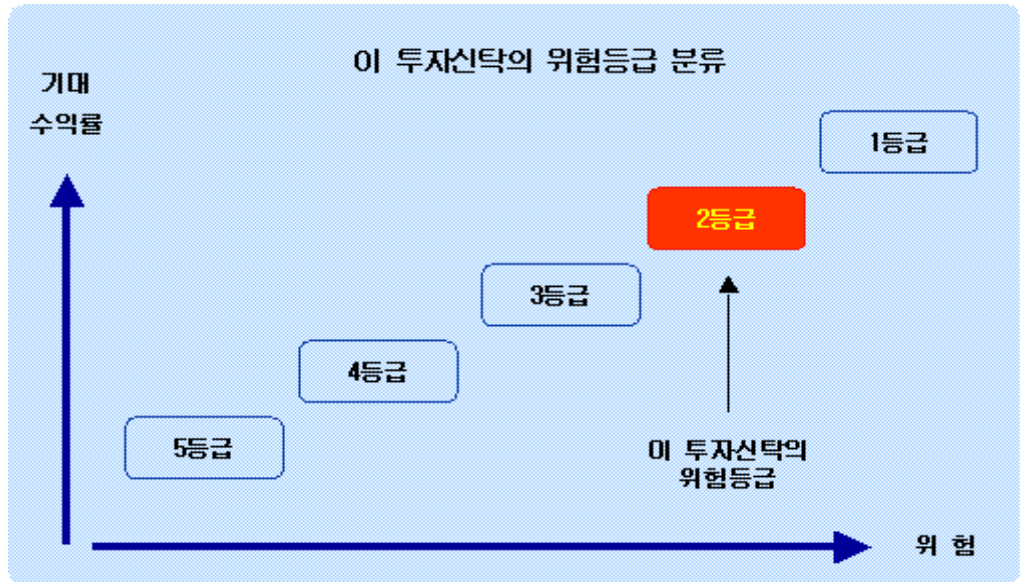 이 투자신탁의 위험등급 분류
기대
수익률
1등급
2등급
3등급
4등급
5등급
이 투자신탁의
위험등급
위 험